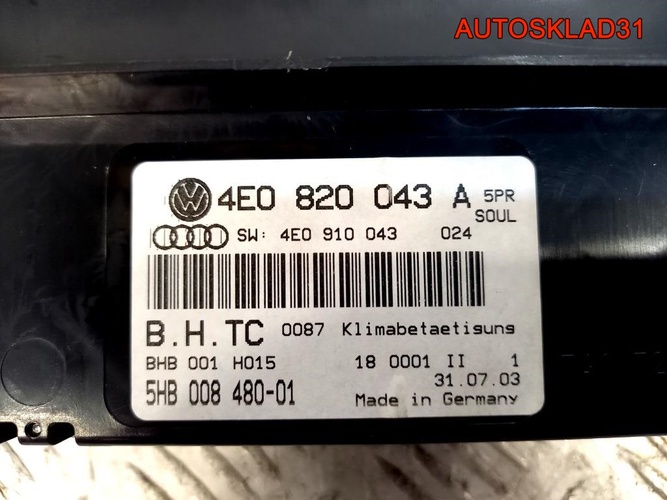 AUTOSKLAD31
4E0 820 043 A 5PR
SOUL
SW: 4E0 910 043 024
B.H.TC 0087 Klimabetaetisuns
BHB 001 H015 18 0001 II 1
31.07.03
5HB 008 480-01 Made in Germany